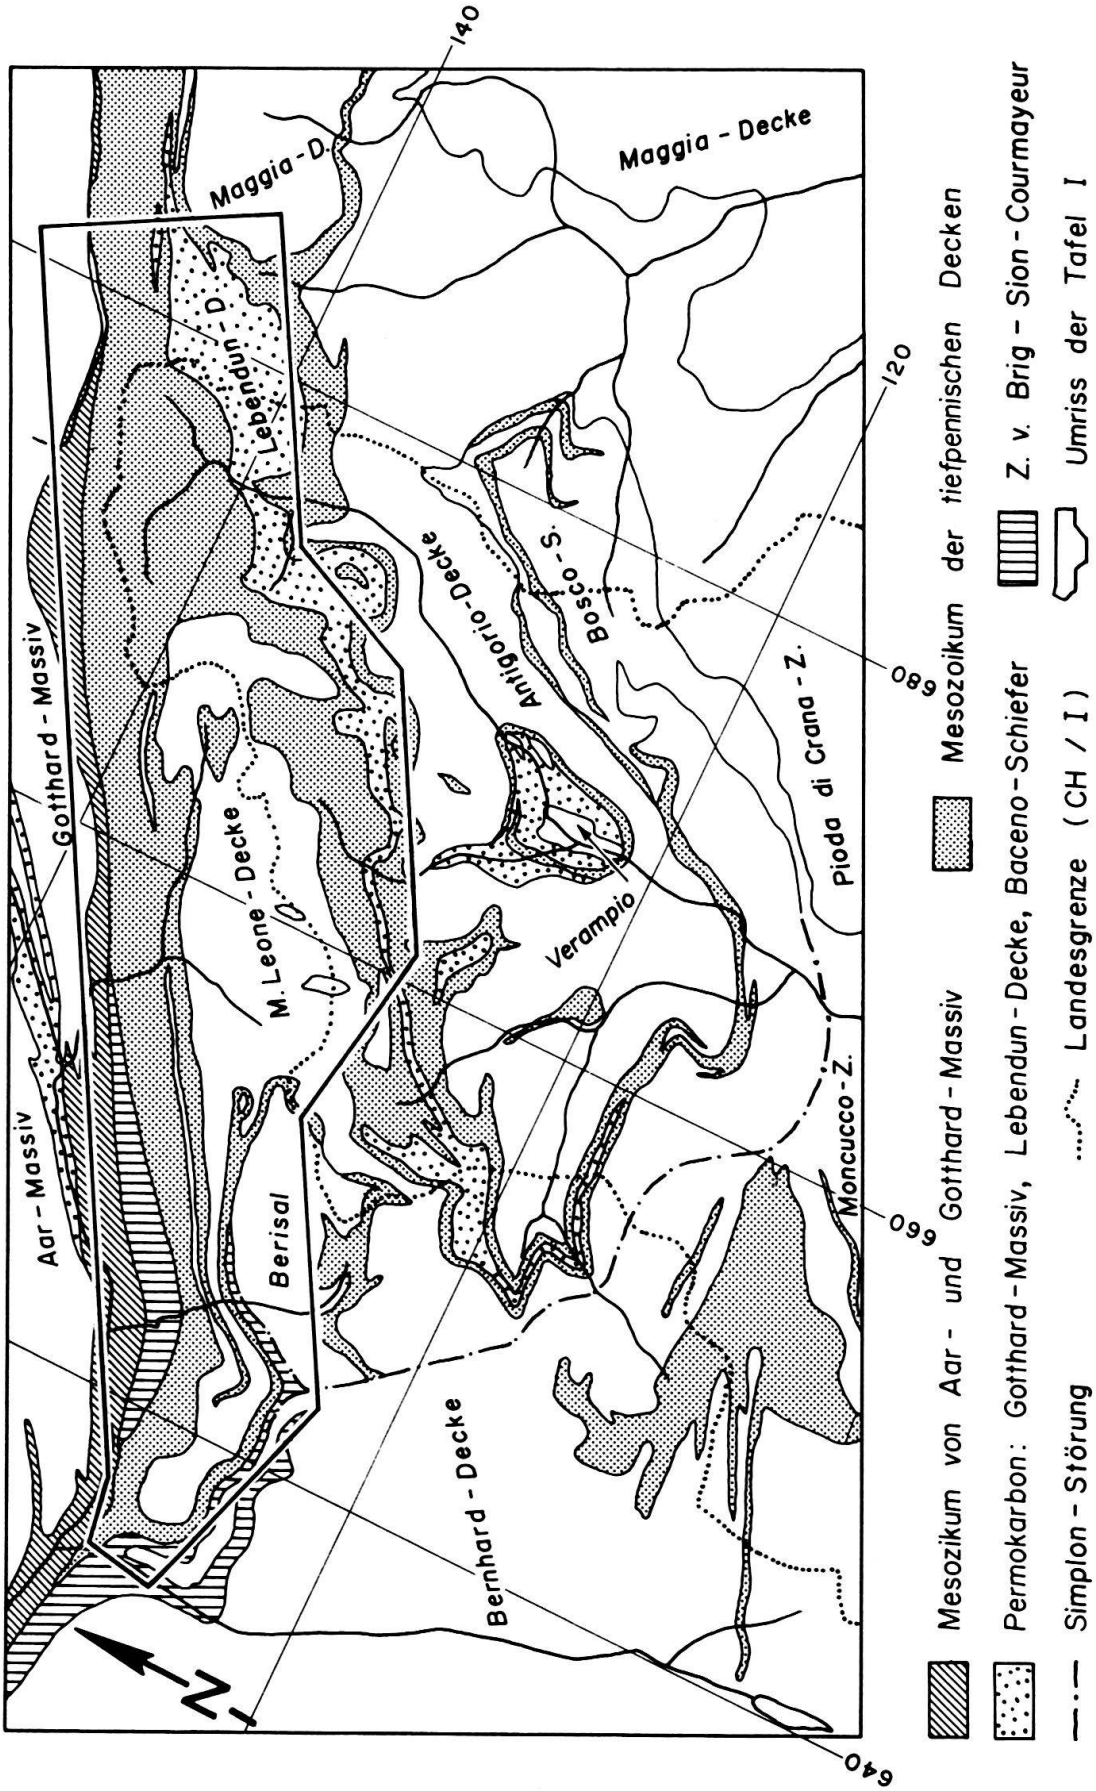 Aar-Massiv
Gotthard-Massiv
Maggia-D.
Maggia-Decke
Lebendun-D.
M. Leone-Decke
Berisal
Antigorio-Decke
Bosco-S.
Verampio
Pioda di Crana-Z.
Moncucco-Z.
Bernhard-Decke
N
640
660
680
120
140
Mesozikum von Aar- und Gotthard-Massiv
Mesozoikum der tiefpennischen Decken
Permokarbon: Gotthard-Massiv, Lebendun-Decke, Baceno-Schiefer
Z. v. Brig-Sion-Courmayeur
Simplon-Störung
Landesgrenze (CH / I)
Umriss der Tafel I